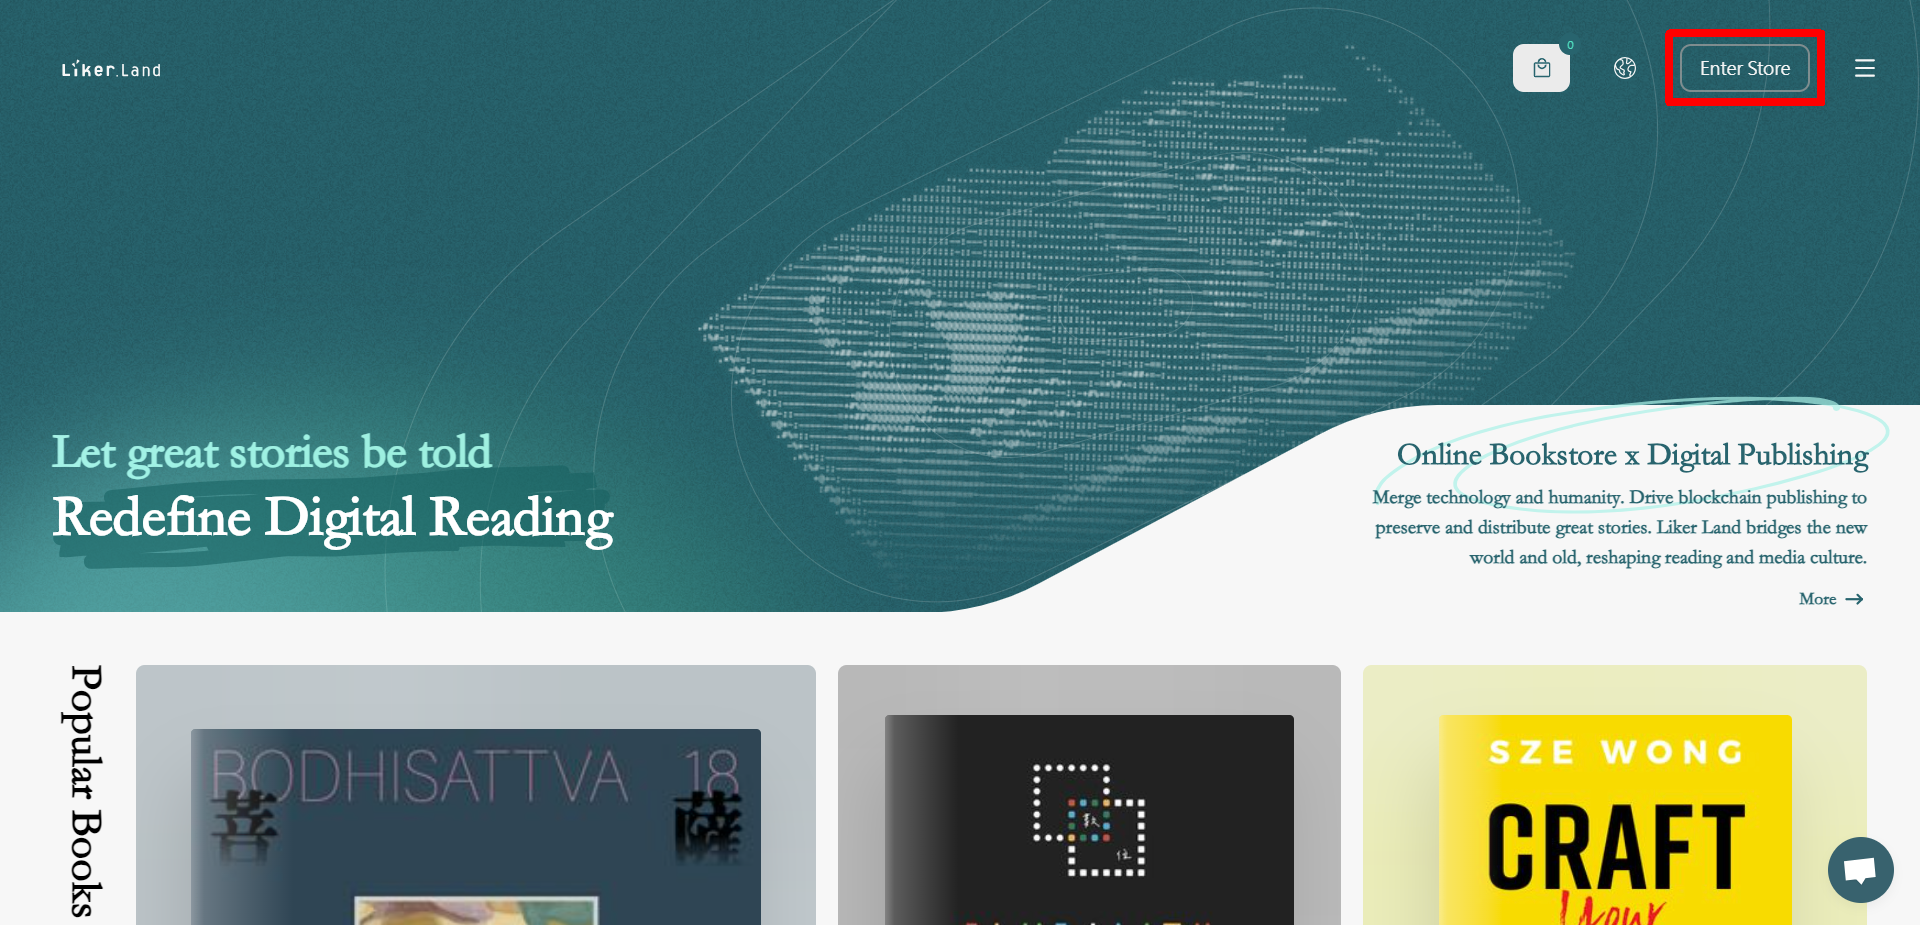 Liker.Land
0
Enter Store
Let great stories be told
Redefine Digital Reading
Online Bookstore x Digital Publishing
Merge technology and humanity. Drive blockchain publishing to
preserve and distribute great stories. Liker Land bridges the new
world and old, reshaping reading and media culture.
More
Popular Books
BODHISATTVA 18
菩 薩
敦
位
SZE WONG
CRAFT
Your